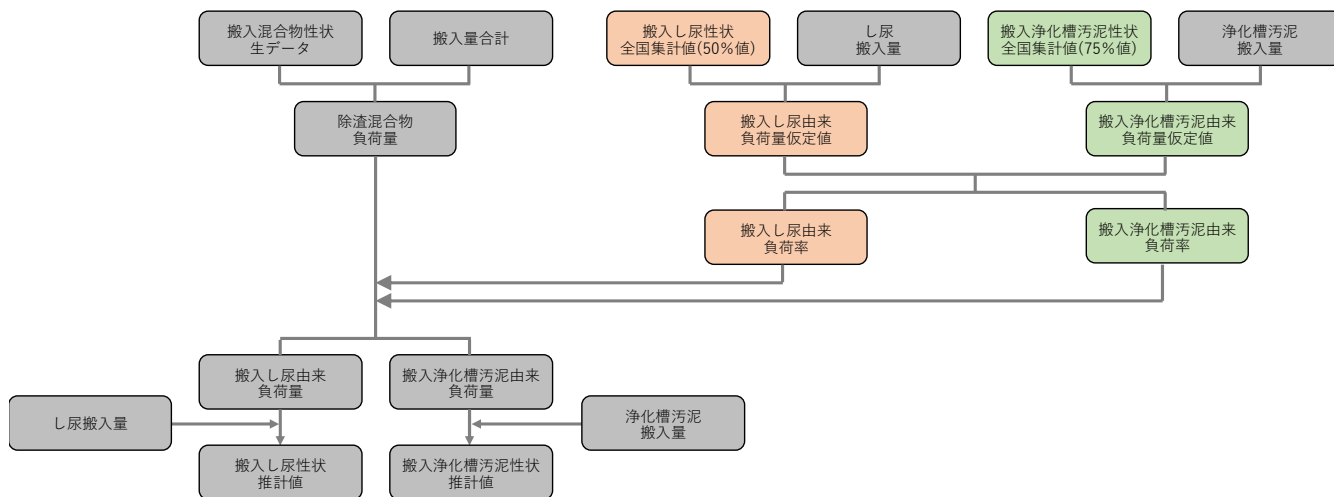 搬入混合物性状
生データ
搬入量合計
搬入し尿性状
全国集計値(50%値)
し尿
搬入量
搬入浄化槽汚泥性状
全国集計値(75%値)
浄化槽汚泥
搬入量
除渣混合物
負荷量
搬入し尿由来
負荷量仮定値
搬入浄化槽汚泥由来
負荷量仮定値
搬入し尿由来
負荷率
搬入浄化槽汚泥由来
負荷率
搬入し尿由来
負荷量
搬入浄化槽汚泥由来
負荷量
し尿搬入量
浄化槽汚泥
搬入量
搬入し尿性状
推計値
搬入浄化槽汚泥性状
推計値